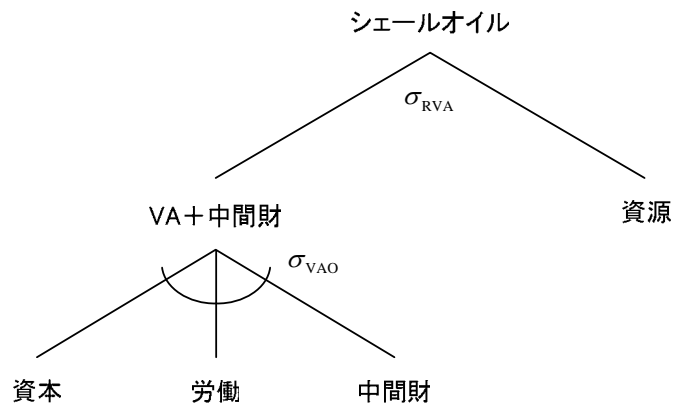 シェールオイル
σRVA
VA+中間財
資源
σVAO
資本
労働
中間財